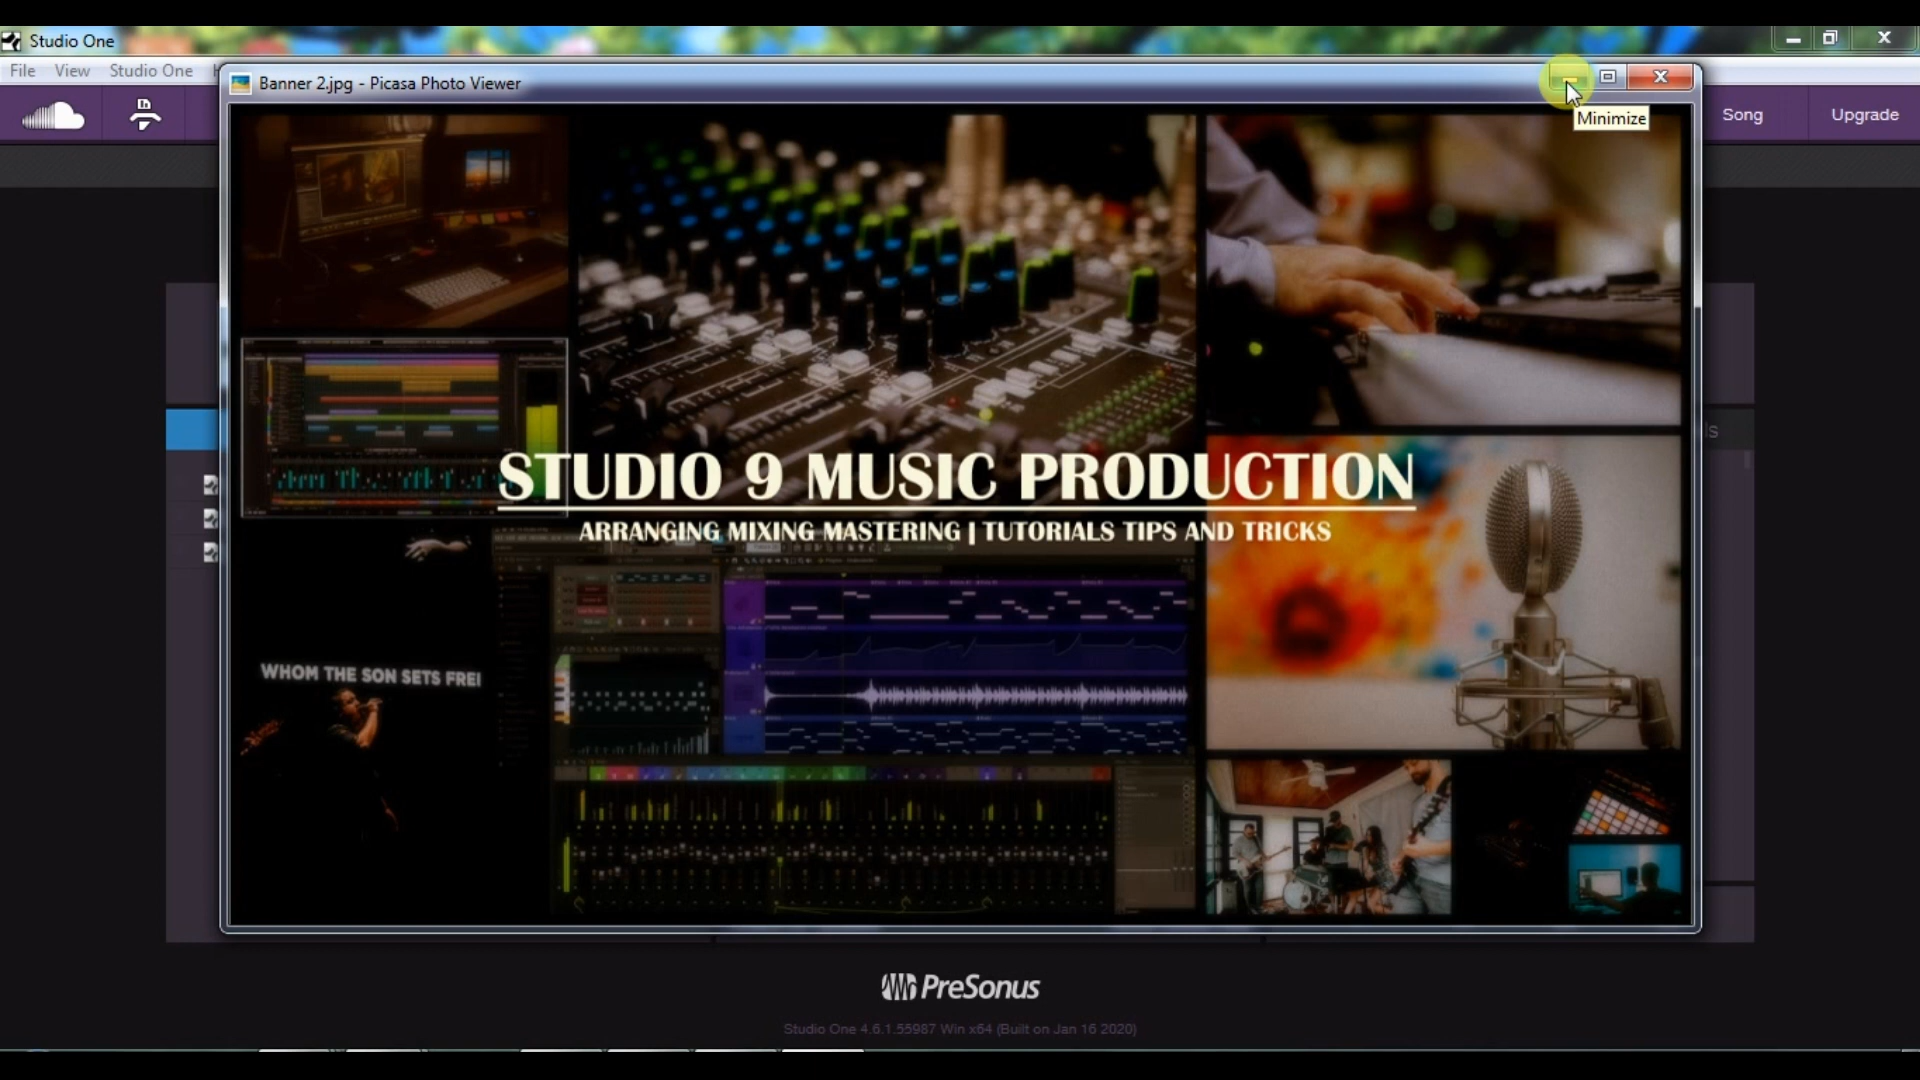 Studio One
File View Studio One
Banner 2.jpg - Picasa Photo Viewer
Minimize
Song
Upgrade
STUDIO 9 MUSIC PRODUCTION
ARRANGING MIXING MASTERING | TUTORIALS TIPS AND TRICKS
WHOM THE SON SETS FREE
PreSonus
Studio One 4.6.1.55987 Win x64 (Built on Jan 16 2020)